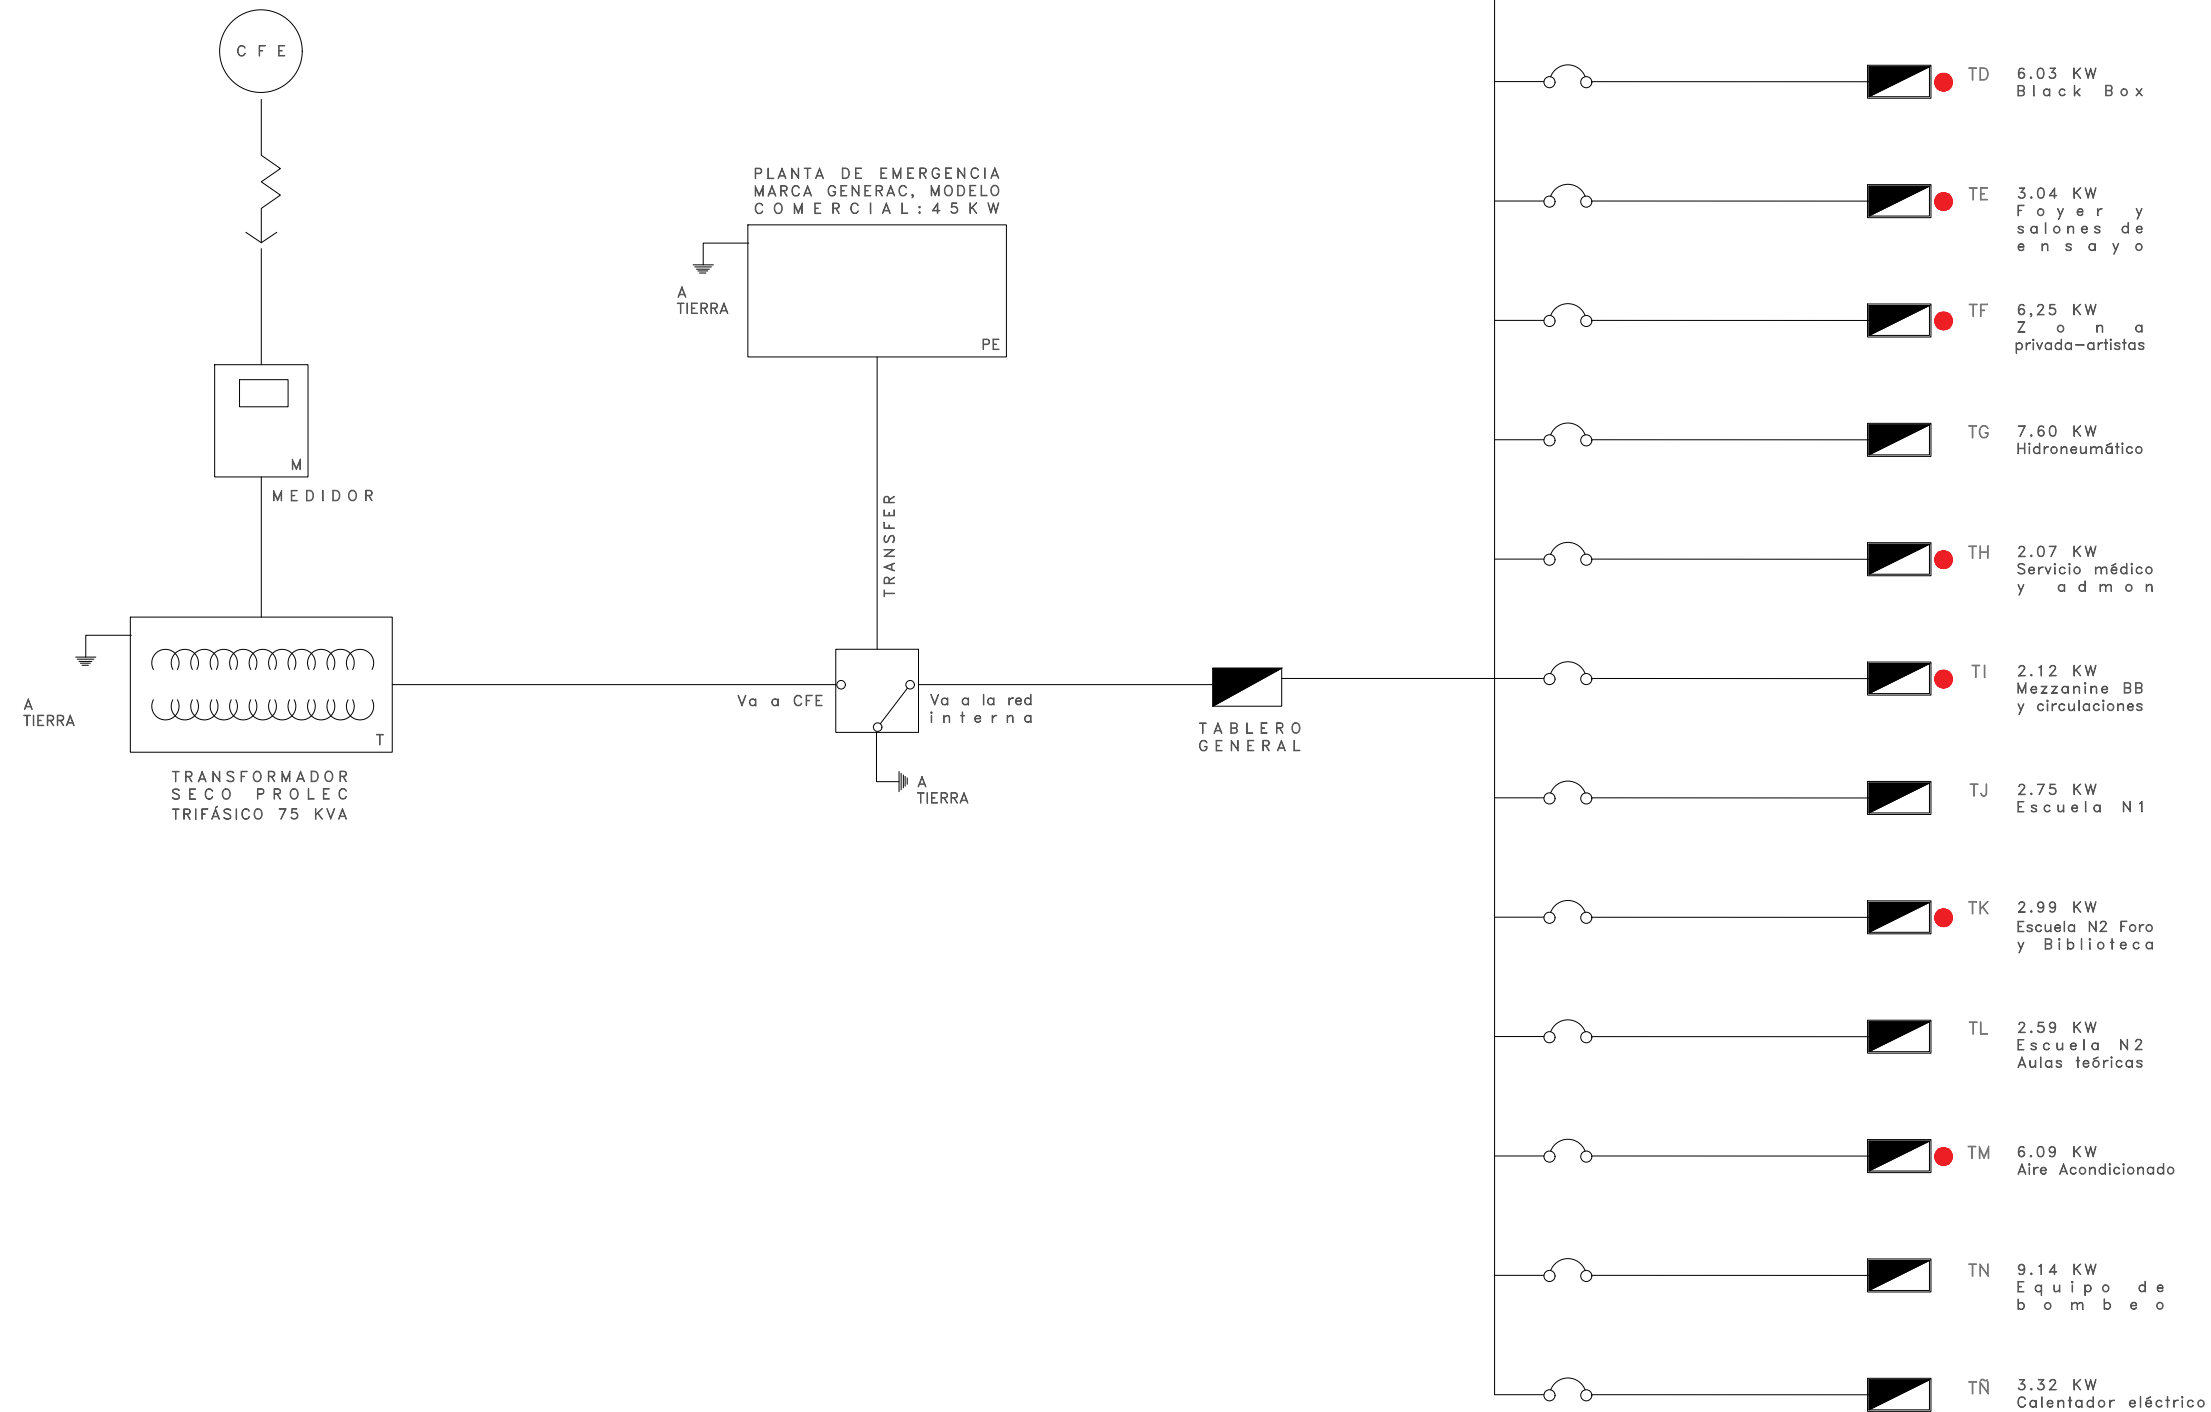 CFE
PLANTA DE EMERGENCIA
MARCA GENERAC, MODELO
COMERCIAL: 45KW
A
TIERRA
PE
M
MEDIDOR
TRANSFER
A
TIERRA
T
TRANSFORMADOR
SECO PROLEC
TRIFÁSICO 75 KVA
Va a CFE
Va a la red
interna
A
TIERRA
TABLERO
GENERAL
TD 6.03 KW
Black Box
TE 3.04 KW
Foyer y
salones de
ensayo
TF 6,25 KW
Zona
privada-artistas
TG 7.60 KW
Hidroneumático
TH 2.07 KW
Servicio médico
y admon
TI 2.12 KW
Mezzanine BB
y circulaciones
TJ 2.75 KW
Escuela N1
TK 2.99 KW
Escuela N2 Foro
y Biblioteca
TL 2.59 KW
Escuela N2
Aulas teóricas
TM 6.09 KW
Aire Acondicionado
TN 9.14 KW
Equipo de
bombeo
TÑ 3.32 KW
Calentador eléctrico